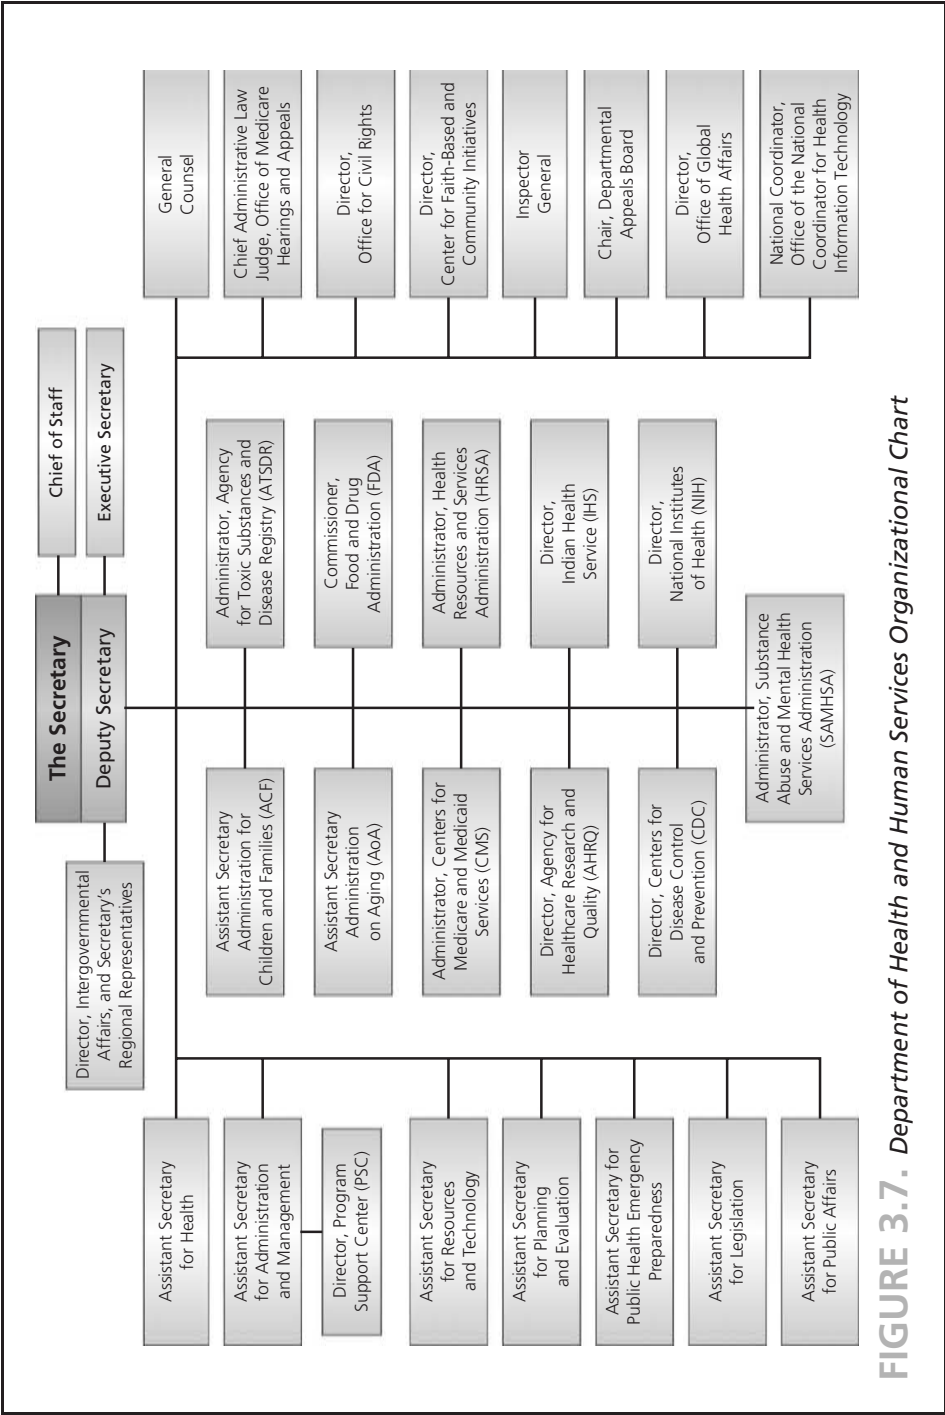 The Secretary
Deputy Secretary
Chief of Staff
Executive Secretary
Director, Intergovernmental
Affairs, and Secretary’s
Regional Representatives
Assistant Secretary
for Health
Assistant Secretary
for Administration
and Management
Director, Program
Support Center (PSC)
Assistant Secretary
for Resources
and Technology
Assistant Secretary
for Planning
and Evaluation
Assistant Secretary for
Public Health Emergency
Preparedness
Assistant Secretary
for Legislation
Assistant Secretary
for Public Affairs
Assistant Secretary
Administration for
Children and Families (ACF)
Assistant Secretary
Administration
on Aging (AoA)
Administrator, Centers for
Medicare and Medicaid
Services (CMS)
Director, Agency for
Healthcare Research and
Quality (AHRQ)
Director, Centers for
Disease Control
and Prevention (CDC)
Administrator, Agency
for Toxic Substances and
Disease Registry (ATSDR)
Commissioner,
Food and Drug
Administration (FDA)
Administrator, Health
Resources and Services
Administration (HRSA)
Director,
Indian Health
Service (IHS)
Director,
National Institutes
of Health (NIH)
Administrator, Substance
Abuse and Mental Health
Services Administration
(SAMHSA)
General
Counsel
Chief Administrative Law
Judge, Office of Medicare
Hearings and Appeals
Director,
Office for Civil Rights
Director,
Center for Faith-Based and
Community Initiatives
Inspector
General
Chair, Departmental
Appeals Board
Director,
Office of Global
Health Affairs
National Coordinator,
Office of the National
Coordinator for Health
Information Technology
FIGURE 3.7. Department of Health and Human Services Organizational Chart